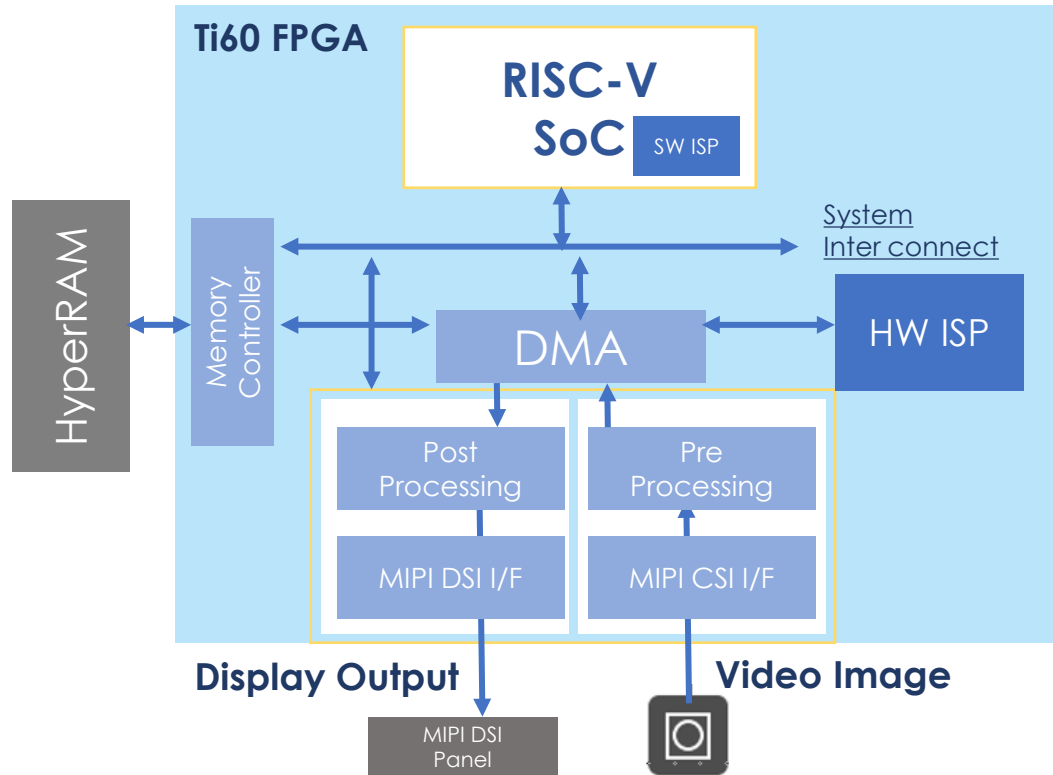 Ti60 FPGA
RISC-V
SoC
SW ISP
System
Inter connect
HyperRAM
Memory
Controller
DMA
HW ISP
Post
Processing
Pre
Processing
MIPI DSI I/F
MIPI CSI I/F
Display Output
Video Image
MIPI DSI
Panel